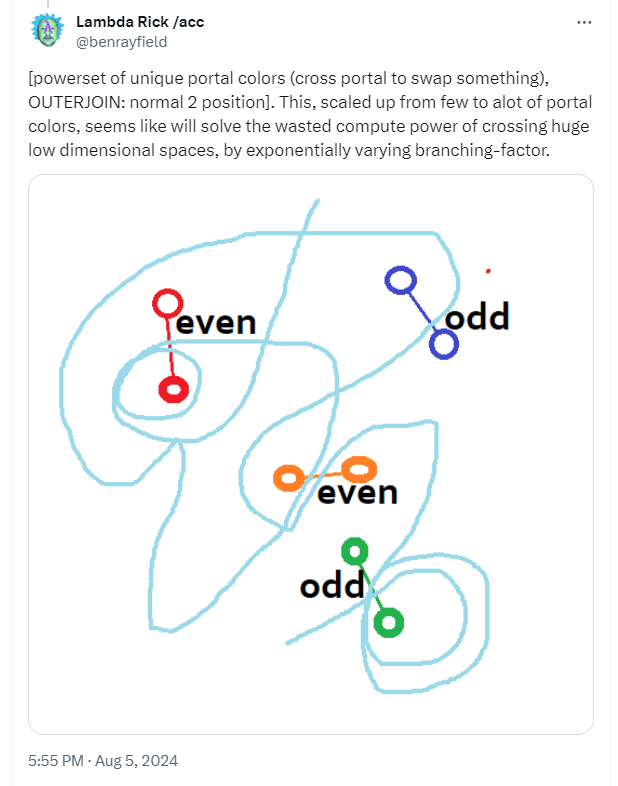 Lambda Rick /acc
@benrayfield
[powerset of unique portal colors (cross portal to swap something),
OUTERJOIN: normal 2 position]. This, scaled up from few to alot of portal
colors, seems like will solve the wasted compute power of crossing huge
low dimensional spaces, by exponentially varying branching-factor.
even
odd
even
odd
5:55 PM · Aug 5, 2024